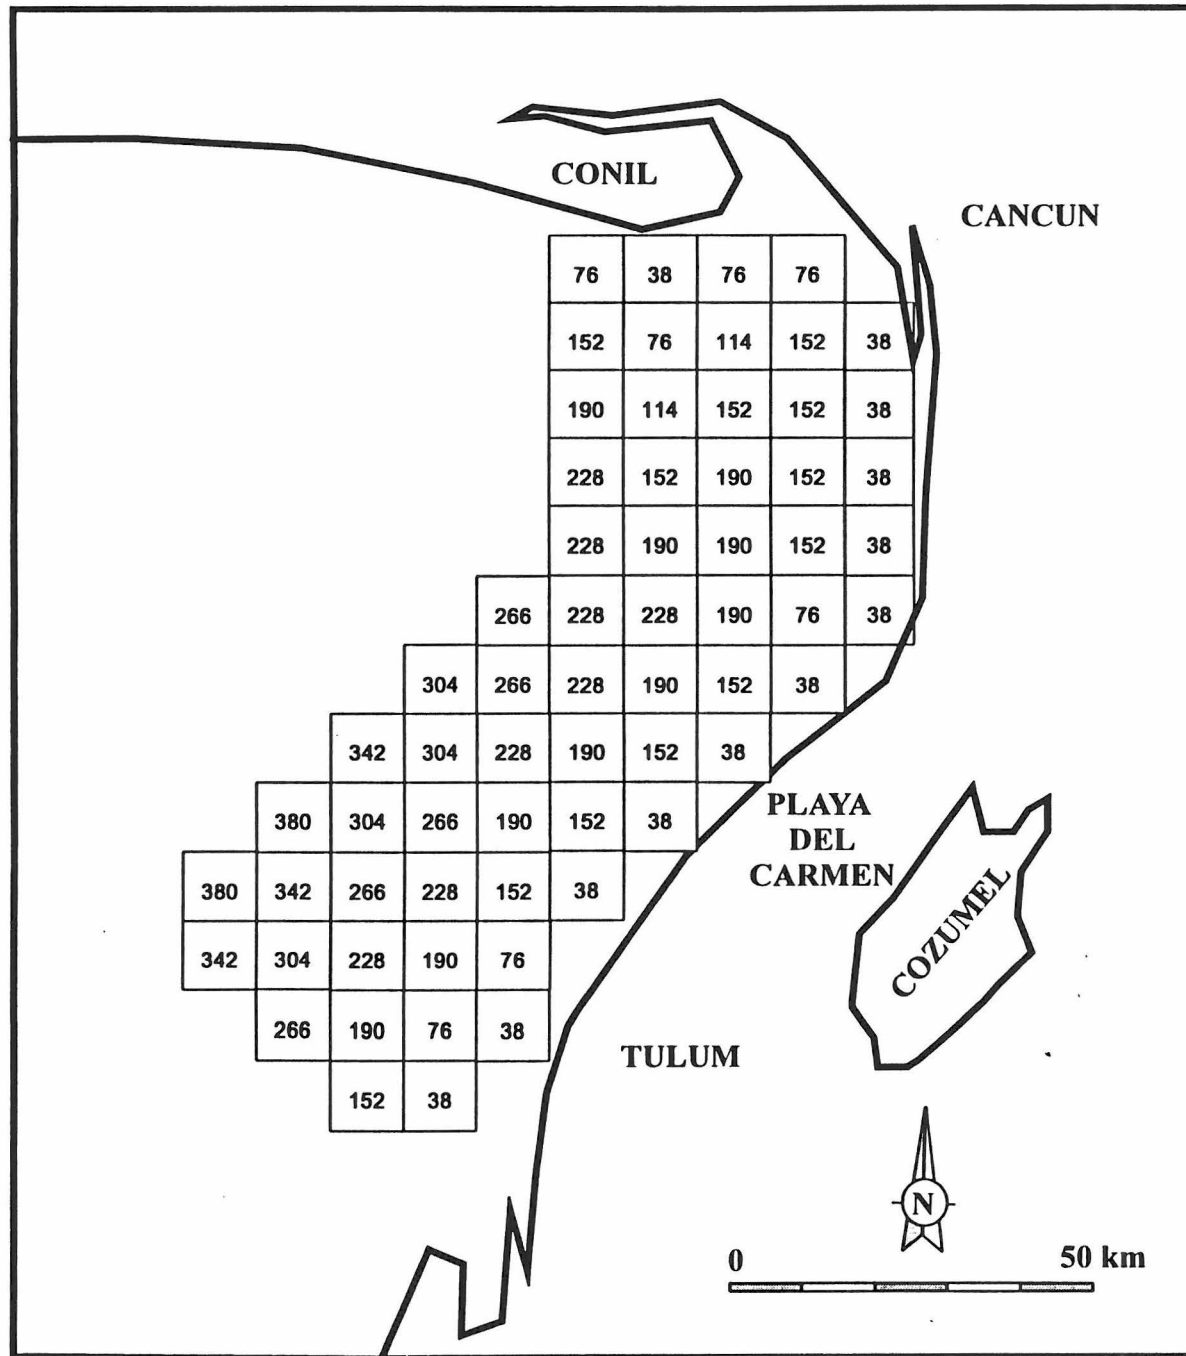 CONIL
CANCUN
76 38 76 76
152 76 114 152 38
190 114 152 152 38
228 152 190 152 38
228 190 190 152 38
266 228 228 190 76 38
304 266 228 190 152 38
342 304 228 190 152 38
380 304 266 190 152 38
PLAYA
DEL
CARMEN
380 342 266 228 152 38
COZUMEL
342 304 228 190 76
266 190 76 38
TULUM
152 38
N
0 50 km